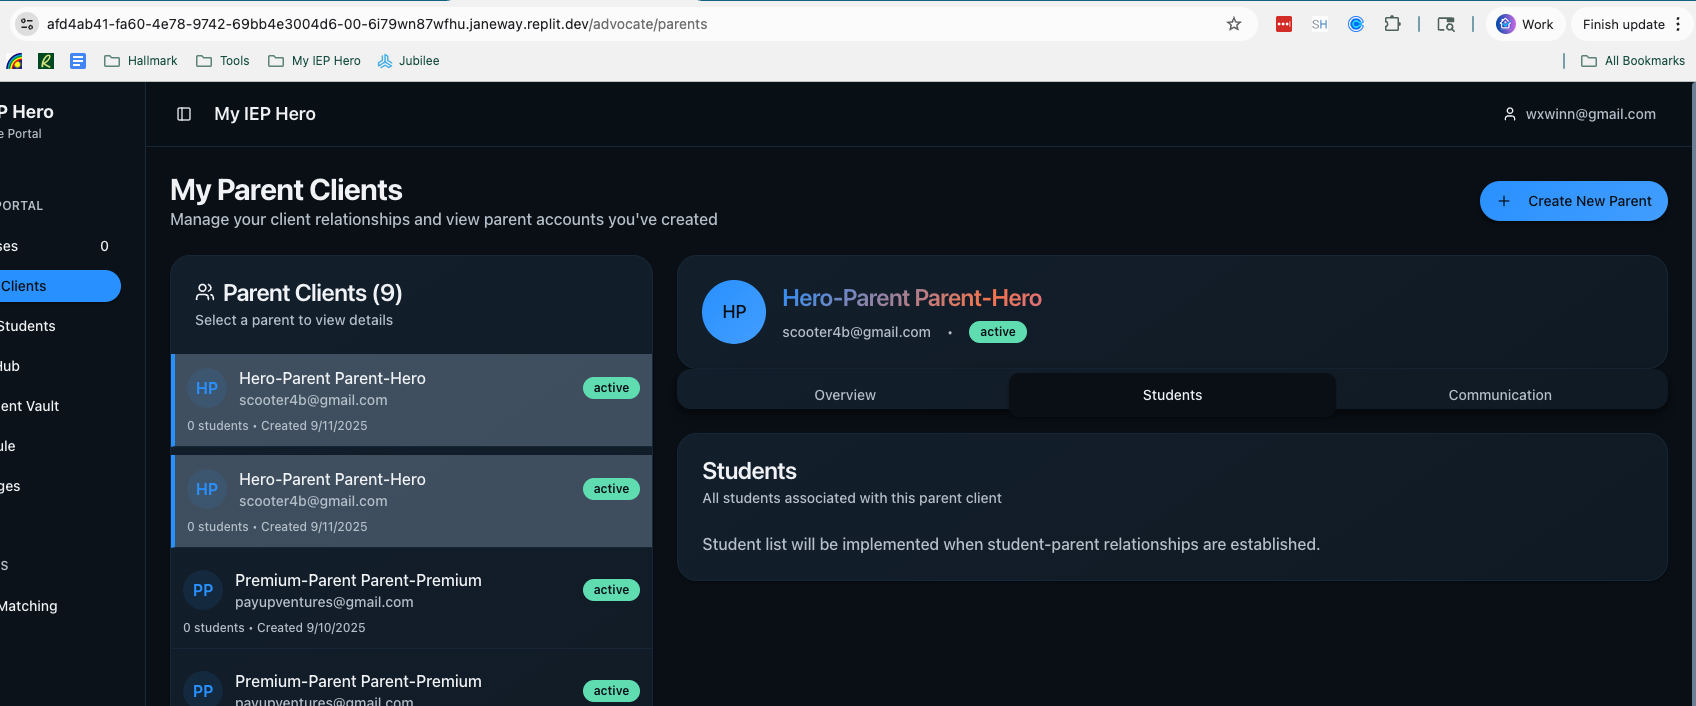 afd4ab41-fa60-4e78-9742-69bb4e3004d6-00-6i79wn87wfhu.janeway.replit.dev/advocate/parents
SH
Work
Finish update
Hallmark
Tools
My IEP Hero
Jubilee
All Bookmarks
P Hero
e Portal
PORTAL
ses 0
Clients
Students
Hub
ent Vault
ule
ges
s
Matching
My IEP Hero
wxwinn@gmail.com
My Parent Clients
Manage your client relationships and view parent accounts you've created
+ Create New Parent
Parent Clients (9)
Select a parent to view details
HP
Hero-Parent Parent-Hero
scooter4b@gmail.com
active
0 students • Created 9/11/2025
HP
Hero-Parent Parent-Hero
scooter4b@gmail.com
active
0 students • Created 9/11/2025
PP
Premium-Parent Parent-Premium
payupventures@gmail.com
active
0 students • Created 9/10/2025
PP
Premium-Parent Parent-Premium
payupventures@gmail.com
active
HP
Hero-Parent Parent-Hero
scooter4b@gmail.com • active
Overview
Students
Communication
Students
All students associated with this parent client
Student list will be implemented when student-parent relationships are established.